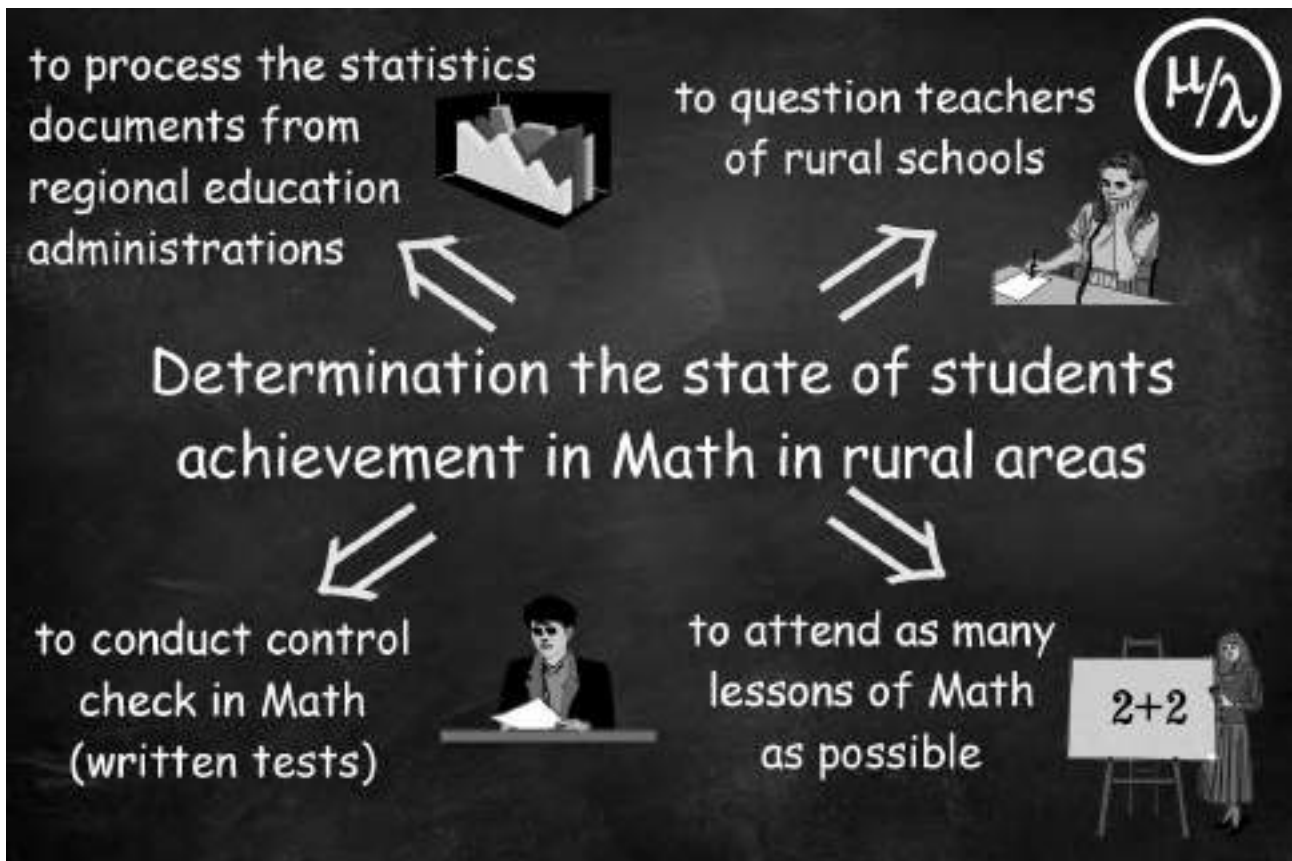 to process the statistics
documents from
regional education
administrations
to question teachers
of rural schools
μ/λ
Determination the state of students
achievement in Math in rural areas
to conduct control
check in Math
(written tests)
to attend as many
lessons of Math
as possible
2+2